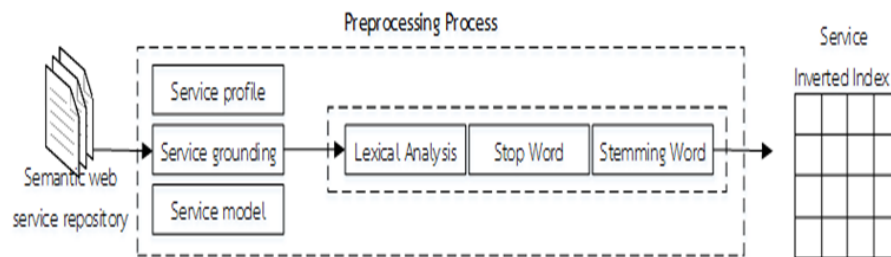 Preprocessing Process
Service
Inverted Index
Service profile
Service grounding
Service model
Lexical Analysis
Stop Word
Stemming Word
Semantic web
service repository